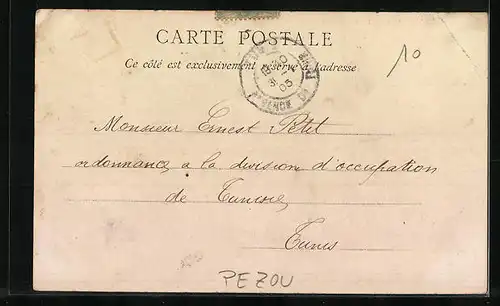 CARTE POSTALE
Ce côté est exclusivement réservé à l'adresse
10
05
Monsieur Ernest Petit
ordonnance a la division d'occupation
de Tunisie
Tunis
PEZOU